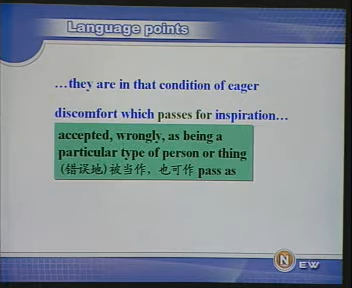 Language points
…they are in that condition of eager
discomfort which passes for inspiration…
accepted, wrongly, as being a
particular type of person or thing
(错误地)被当作，也可作 pass as
N EW